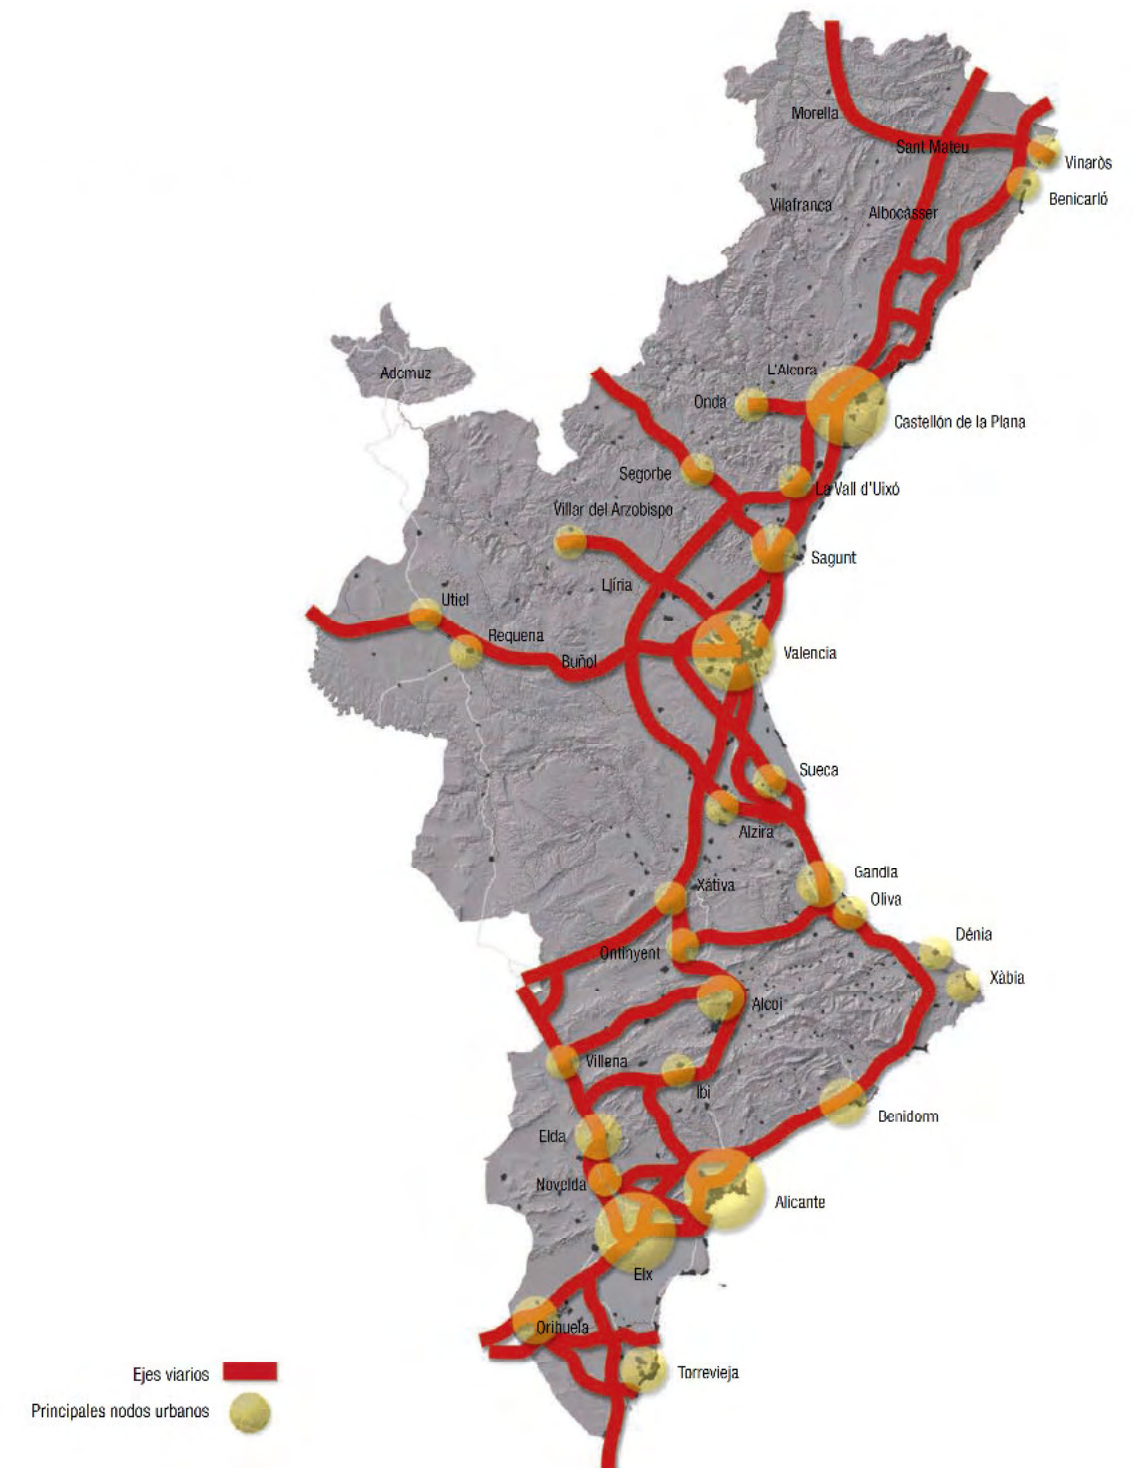 Morella
Sant Mateu
Vinaròs
Benicarló
Vilafranca
Albocàsser
Ademuz
L'Alcora
Onda
Castellón de la Plana
Segorbe
La Vall d'Uixó
Villar del Arzobispo
Sagunt
Llíria
Utiel
Requena
Buñol
Valencia
Sueca
Alzira
Xátiva
Gandia
Oliva
Dénia
Ontinyent
Xàbia
Alcoi
Villena
Ibi
Benidorm
Elda
Novelda
Alicante
Elx
Orihuela
Torrevieja
Ejes viarios
Principales nodos urbanos